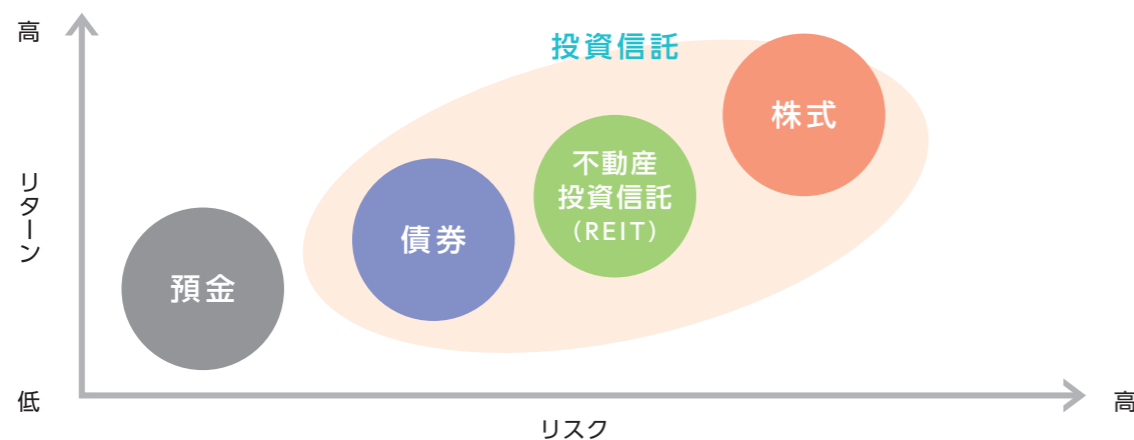 高
投資信託
株式
不動産
投資信託
（REIT）
リターン
債券
預金
低
高
リスク